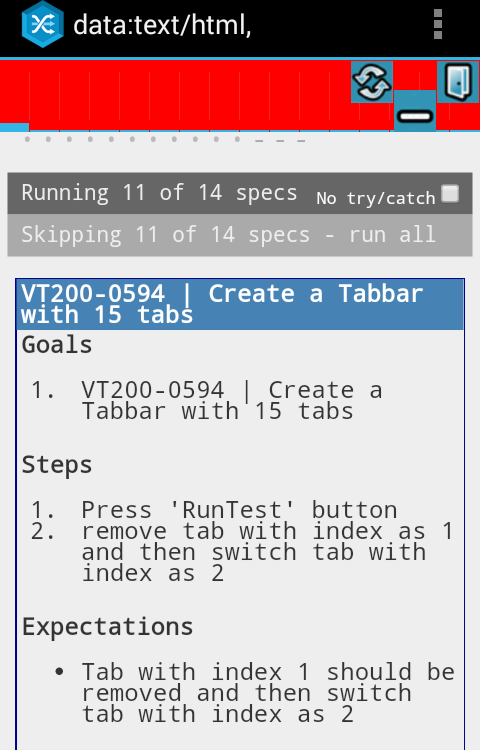 data:text/html,
Running 11 of 14 specs No try/catch
Skipping 11 of 14 specs - run all
VT200-0594 | Create a Tabbar
with 15 tabs
Goals
1. VT200-0594 | Create a
Tabbar with 15 tabs
Steps
1. Press 'RunTest' button
2. remove tab with index as 1
and then switch tab with
index as 2
Expectations
• Tab with index 1 should be
removed and then switch
tab with index as 2